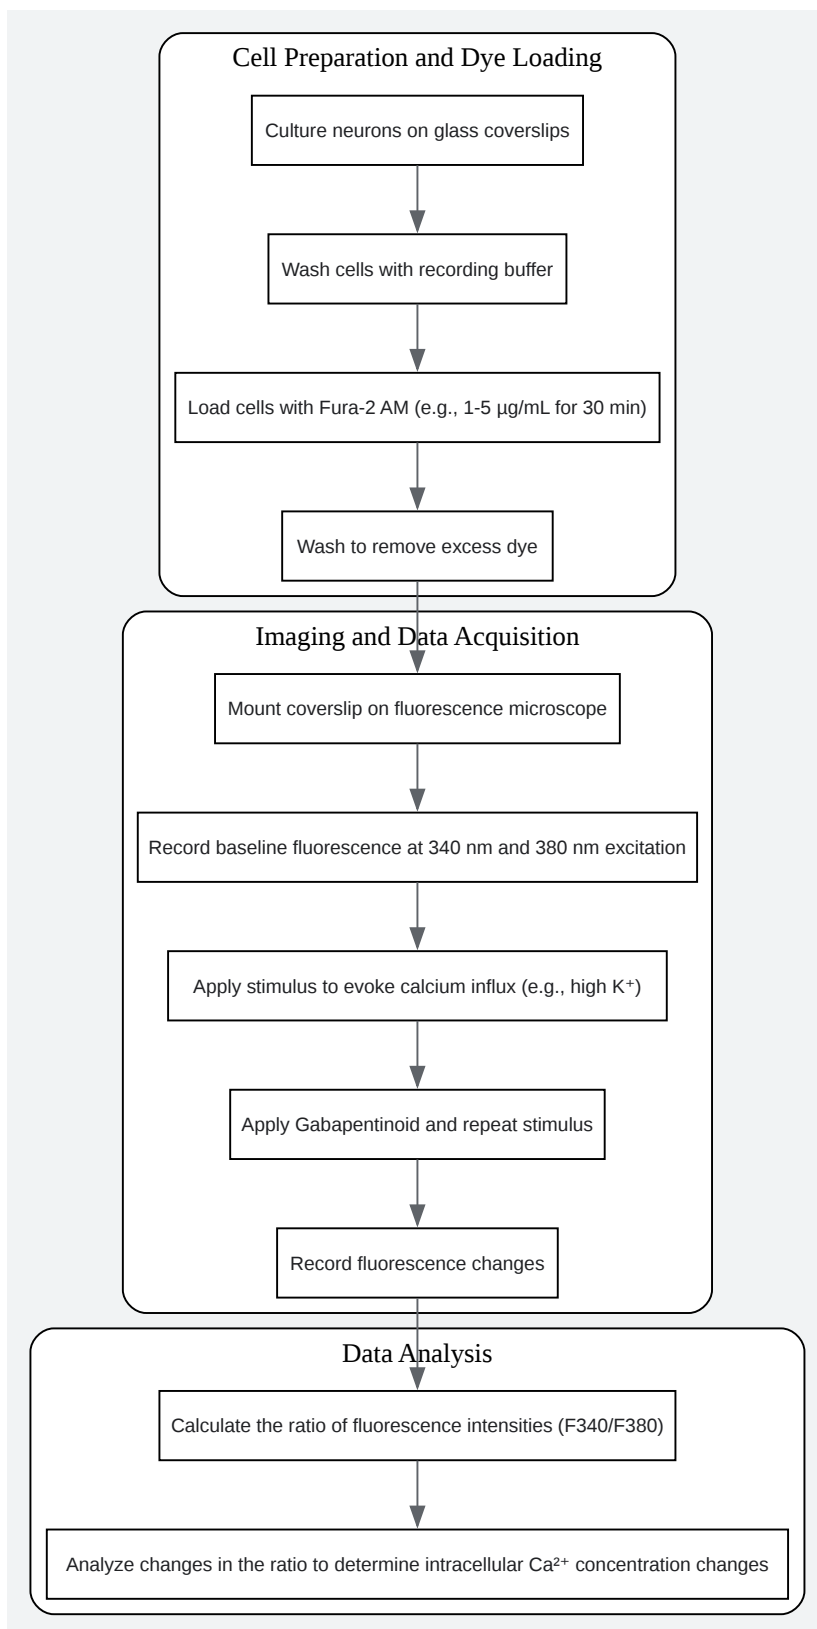 Cell Preparation and Dye Loading
Culture neurons on glass coverslips
Wash cells with recording buffer
Load cells with Fura-2 AM (e.g., 1-5 µg/mL for 30 min)
Wash to remove excess dye
Imaging and Data Acquisition
Mount coverslip on fluorescence microscope
Record baseline fluorescence at 340 nm and 380 nm excitation
Apply stimulus to evoke calcium influx (e.g., high K⁺)
Apply Gabapentinoid and repeat stimulus
Record fluorescence changes
Data Analysis
Calculate the ratio of fluorescence intensities (F340/F380)
Analyze changes in the ratio to determine intracellular Ca²⁺ concentration changes